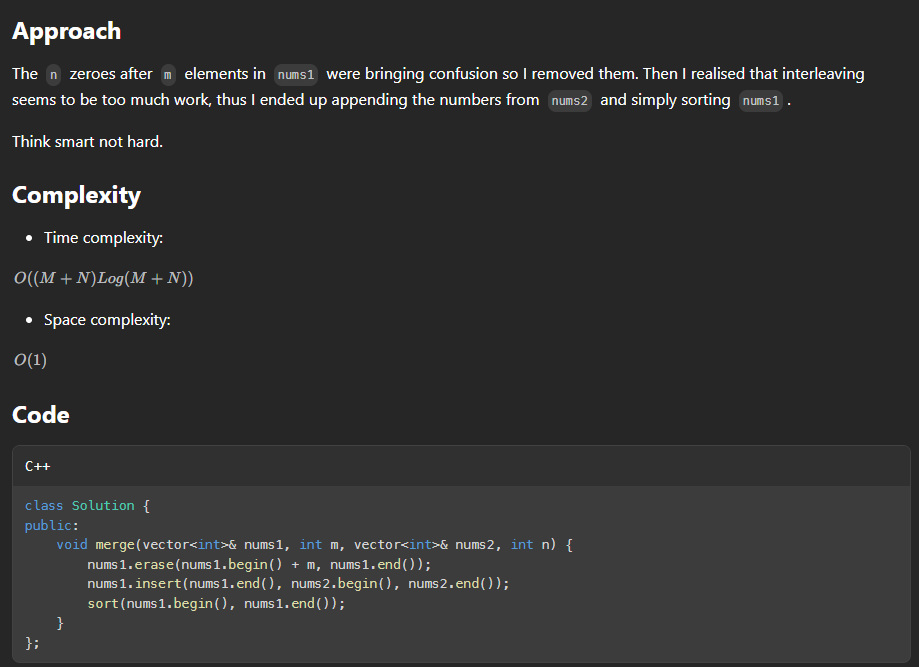 Approach
The n zeroes after m elements in nums1 were bringing confusion so I removed them. Then I realised that interleaving
seems to be too much work, thus I ended up appending the numbers from nums2 and simply sorting nums1 .
Think smart not hard.
Complexity
• Time complexity:
O((M + N)Log(M + N))
• Space complexity:
O(1)
Code
C++
class Solution {
public:
    void merge(vector<int>& nums1, int m, vector<int>& nums2, int n) {
        nums1.erase(nums1.begin() + m, nums1.end());
        nums1.insert(nums1.end(), nums2.begin(), nums2.end());
        sort(nums1.begin(), nums1.end());
    }
};